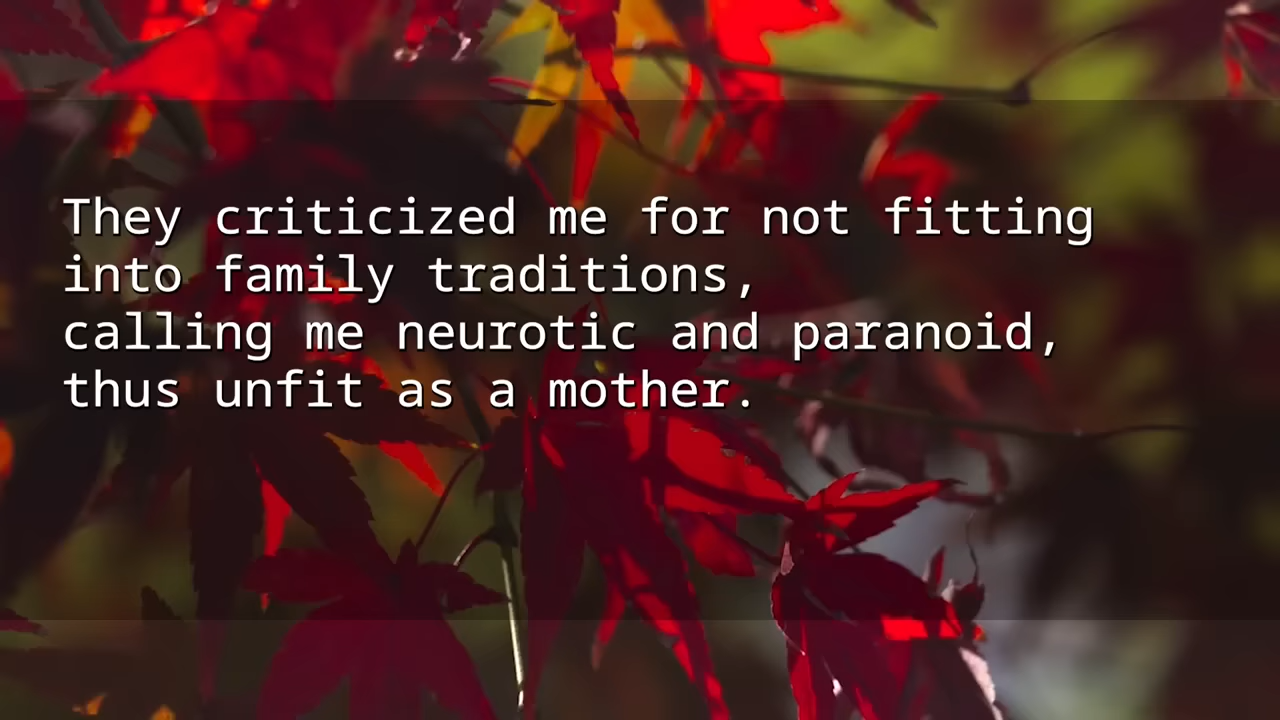 They criticized me for not fitting
into family traditions,
calling me neurotic and paranoid,
thus unfit as a mother.